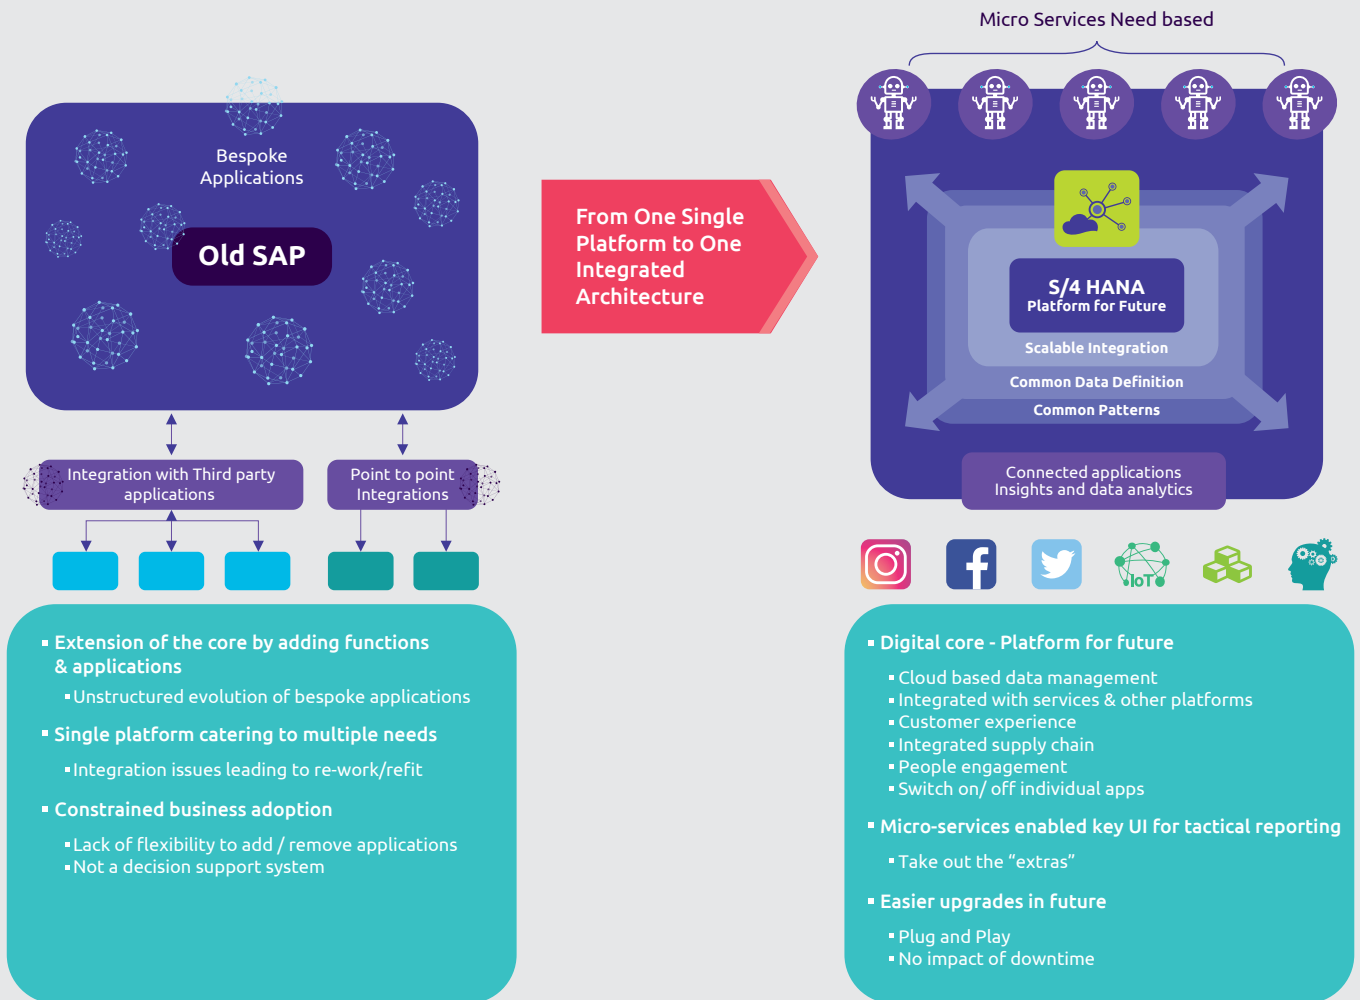 Micro Services Need based
Bespoke
Applications
Old SAP
From One Single
Platform to One
Integrated
Architecture
S/4 HANA
Platform for Future
Scalable Integration
Common Data Definition
Common Patterns
Integration with Third party
applications
Point to point
Integrations
Connected applications
Insights and data analytics
IoT
▪ Extension of the core by adding functions
& applications
▪ Unstructured evolution of bespoke applications
▪ Single platform catering to multiple needs
▪ Integration issues leading to re-work/refit
▪ Constrained business adoption
▪ Lack of flexibility to add / remove applications
▪ Not a decision support system
▪ Digital core - Platform for future
▪ Cloud based data management
▪ Integrated with services & other platforms
▪ Customer experience
▪ Integrated supply chain
▪ People engagement
▪ Switch on/ off individual apps
▪ Micro-services enabled key UI for tactical reporting
▪ Take out the “extras”
▪ Easier upgrades in future
▪ Plug and Play
▪ No impact of downtime